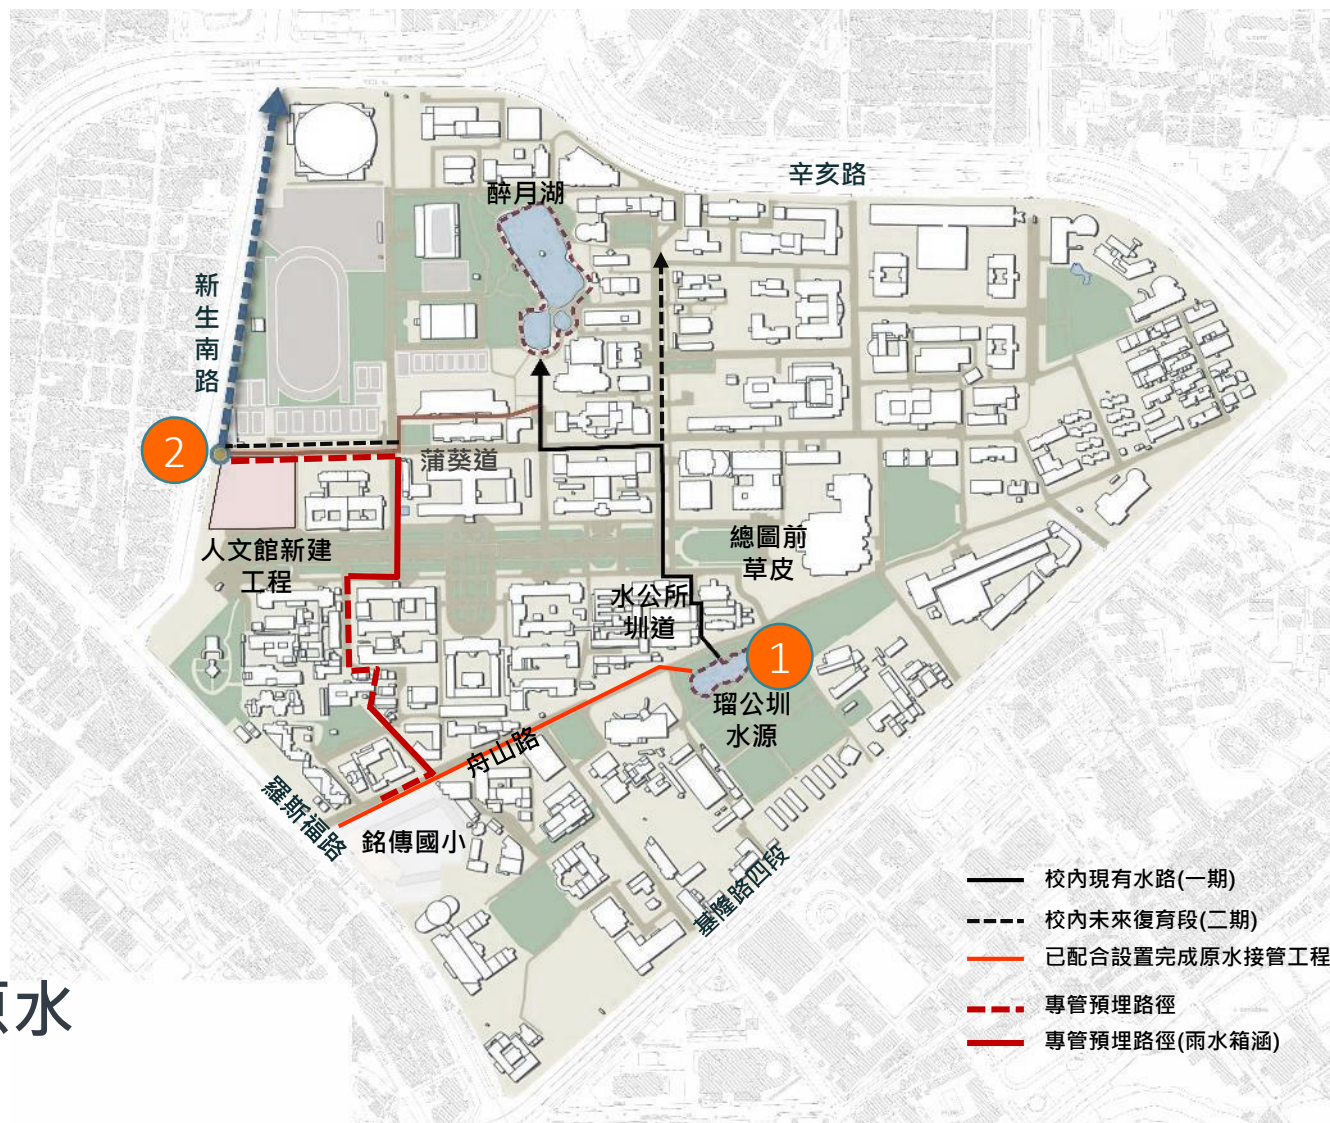 辛亥路
醉月湖
新生南路
2
蒲葵道
人文館新建
工程
總圖前
草皮
水公所
圳道
1
瑠公圳
水源
舟山路
羅斯福路
銘傳國小
基隆路四段
校內現有水路(一期)
校內未來復育段(二期)
已配合設置完成原水接管工程
專管預埋路徑
專管預埋路徑(雨水箱涵)
原水